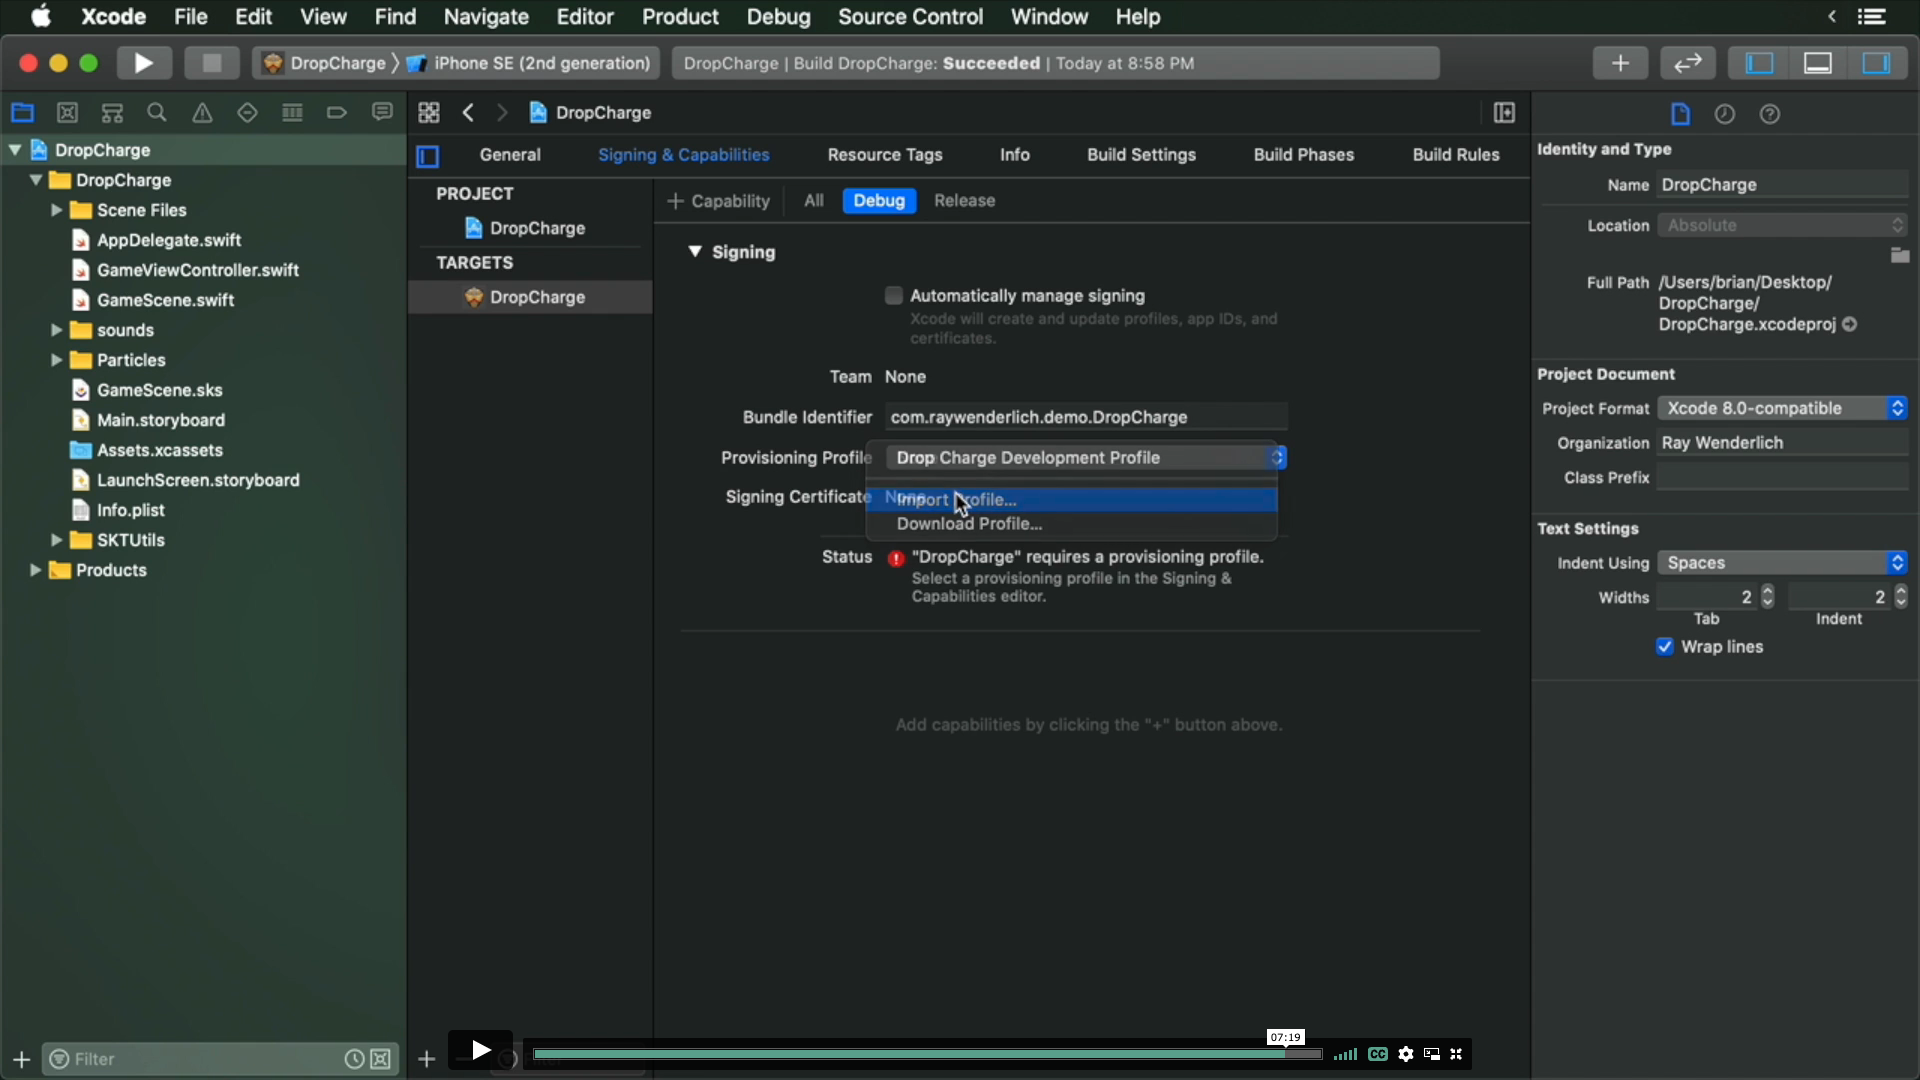 Xcode File Edit View Find Navigate Editor Product Debug Source Control Window Help
DropCharge iPhone SE (2nd generation)
DropCharge | Build DropCharge: Succeeded | Today at 8:58 PM
DropCharge
DropCharge
General Signing & Capabilities Resource Tags Info Build Settings Build Phases Build Rules
DropCharge
Scene Files
AppDelegate.swift
GameViewController.swift
GameScene.swift
sounds
Particles
GameScene.sks
Main.storyboard
Assets.xcassets
LaunchScreen.storyboard
Info.plist
SKTUtils
Products
Filter
PROJECT
DropCharge
TARGETS
DropCharge
+ Capability All Debug Release
Signing
Automatically manage signing
Xcode will create and update profiles, app IDs, and
certificates.
Team None
Bundle Identifier com.raywenderlich.demo.DropCharge
Provisioning Profile Drop Charge Development Profile
Signing Certificate None
Import Profile...
Download Profile...
Status "DropCharge" requires a provisioning profile.
Select a provisioning profile in the Signing &
Capabilities editor.
Add capabilities by clicking the "+" button above.
07:19
CC
Identity and Type
Name DropCharge
Location Absolute
Full Path /Users/brian/Desktop/
DropCharge/
DropCharge.xcodeproj
Project Document
Project Format Xcode 8.0-compatible
Organization Ray Wenderlich
Class Prefix
Text Settings
Indent Using Spaces
Widths 2 2
Tab Indent
Wrap lines